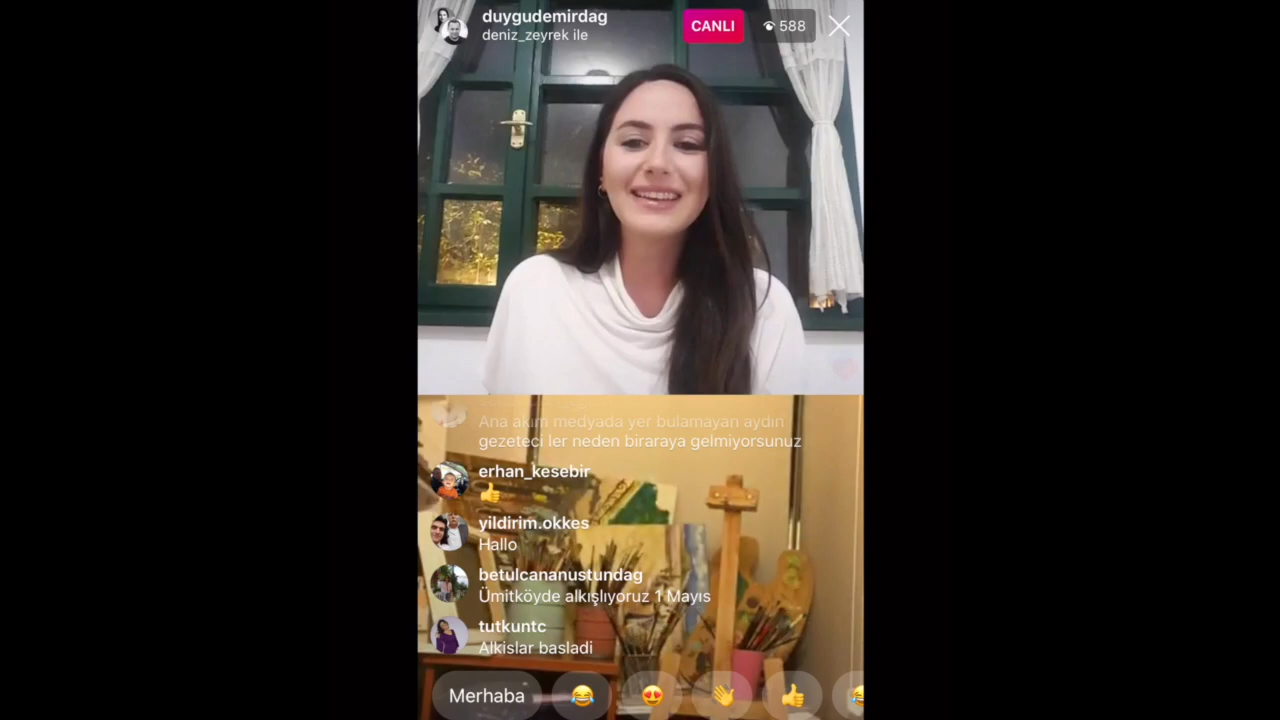 duygudemirdag
deniz_zeyrek ile
CANLI
588
Ana akım medyada yer bulamayan aydın
gezeteci ler neden biraraya gelmiyorsunuz
erhan_kesebir
👍
yildirim.okkes
Hallo
betulcananustundag
Ümitköyde alkışlıyoruz 1 Mayıs
tutkuntc
Alkislar basladi
Merhaba 😂 😍 👋 👍